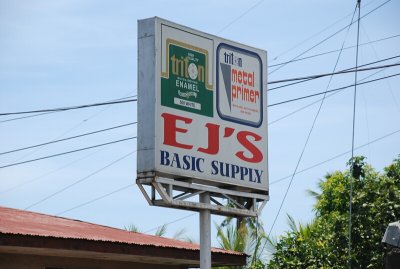 triton
ENAMEL
triton
metal
primer
EJ'S
BASIC SUPPLY